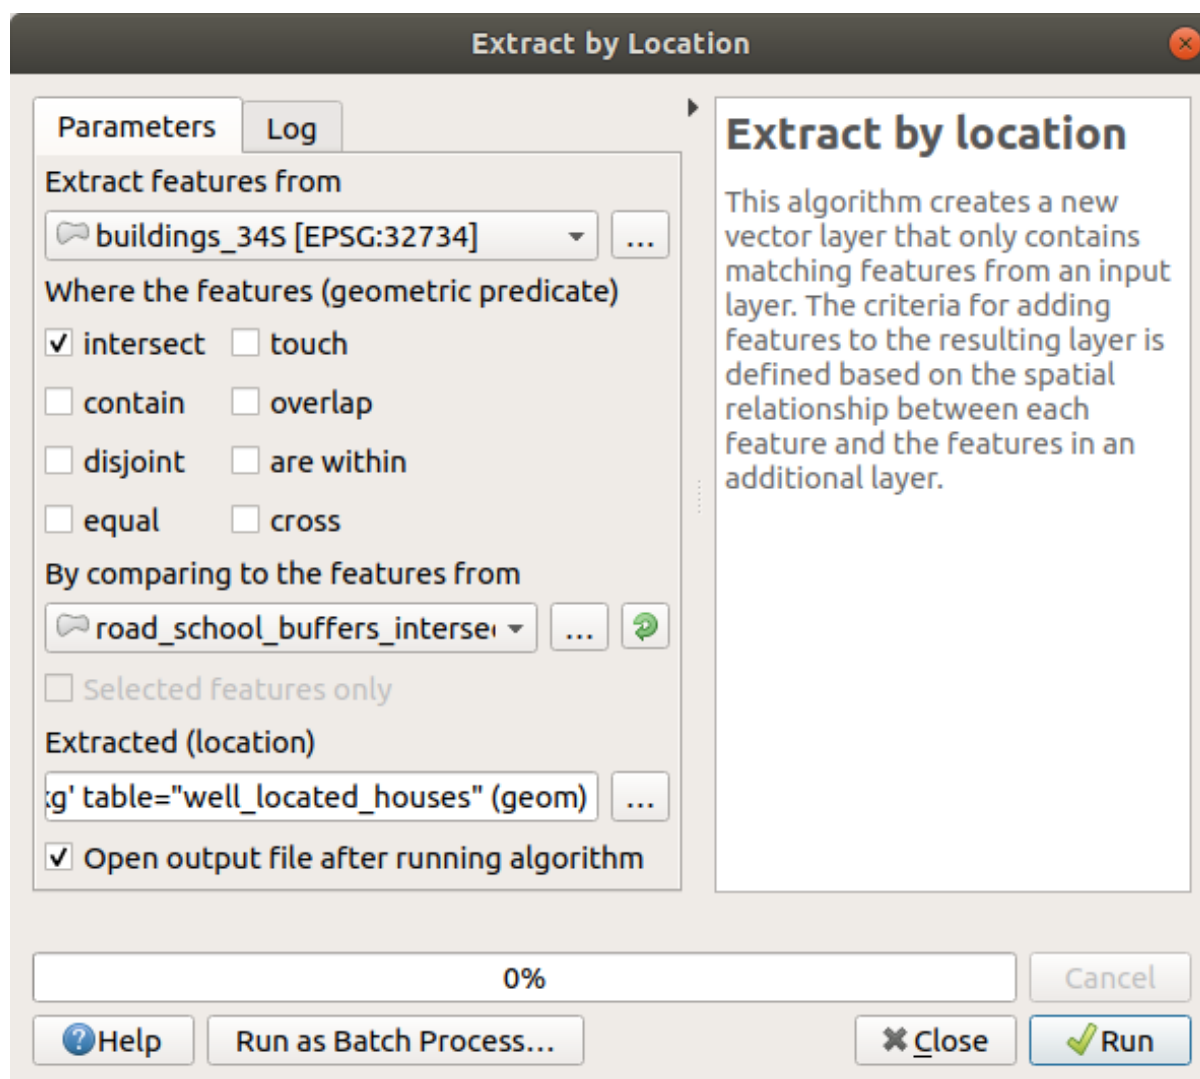 Extract by Location
Parameters
Log
Extract features from
buildings_34S [EPSG:32734]
...
Where the features (geometric predicate)
intersect
touch
contain
overlap
disjoint
are within
equal
cross
By comparing to the features from
road_school_buffers_interse
...
Selected features only
Extracted (location)
g' table="well_located_houses" (geom)
...
Open output file after running algorithm
Extract by location
This algorithm creates a new
vector layer that only contains
matching features from an input
layer. The criteria for adding
features to the resulting layer is
defined based on the spatial
relationship between each
feature and the features in an
additional layer.
0%
Cancel
Help
Run as Batch Process...
Close
Run